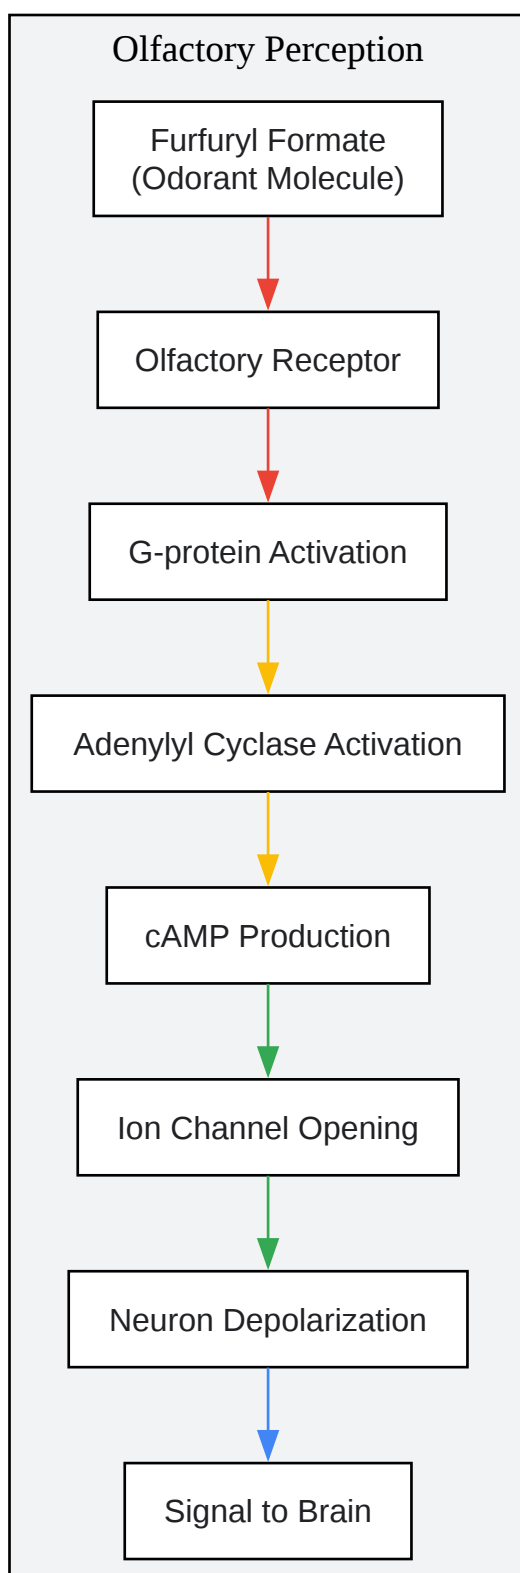 Olfactory Perception
Furfuryl Formate
(Odorant Molecule)
Olfactory Receptor
G-protein Activation
Adenylyl Cyclase Activation
cAMP Production
Ion Channel Opening
Neuron Depolarization
Signal to Brain